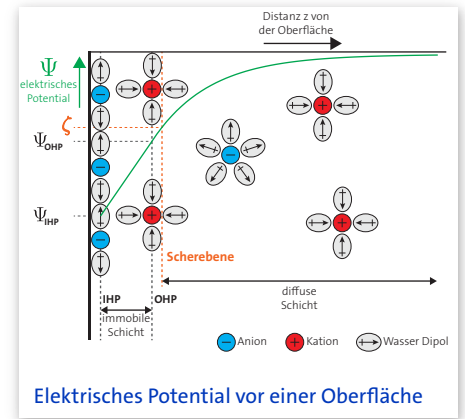 Distanz z von
der Oberfläche
Ψ
elektrisches
Potential
ζ
Ψ_OHP
Ψ_IHP
Scherebene
IHP
OHP
immobile
Schicht
diffuse
Schicht
Anion
Kation
Wasser Dipol
Elektrisches Potential vor einer Oberfläche